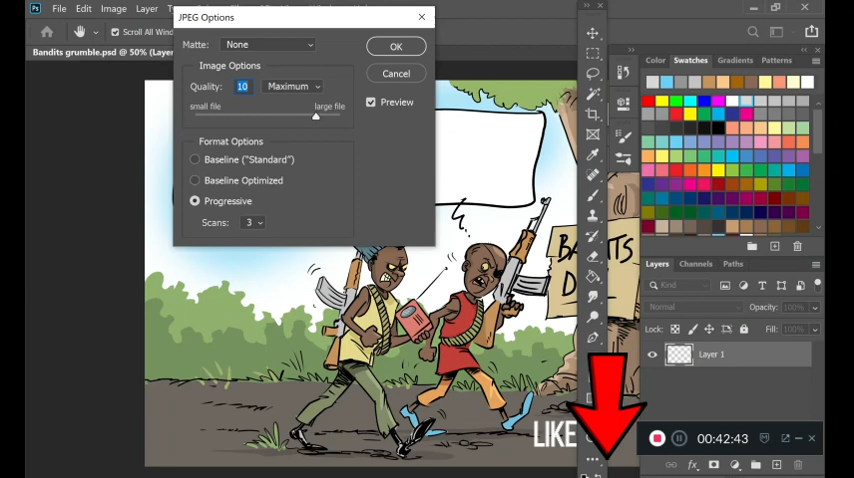 Ps File Edit Image Layer
JPEG Options
Scroll All Wind
Bandits grumble.psd @ 50% (Layer
Matte: None
OK
Image Options
Cancel
Quality: 10 Maximum
Preview
small file large file
Format Options
Baseline ("Standard")
Baseline Optimized
Progressive
Scans: 3
Color Swatches Gradients Patterns
BANDITS
LIKE
Layers Channels Paths
Kind
Normal Opacity: 100%
Lock: Fill: 100%
Layer 1
00:42:43
fx